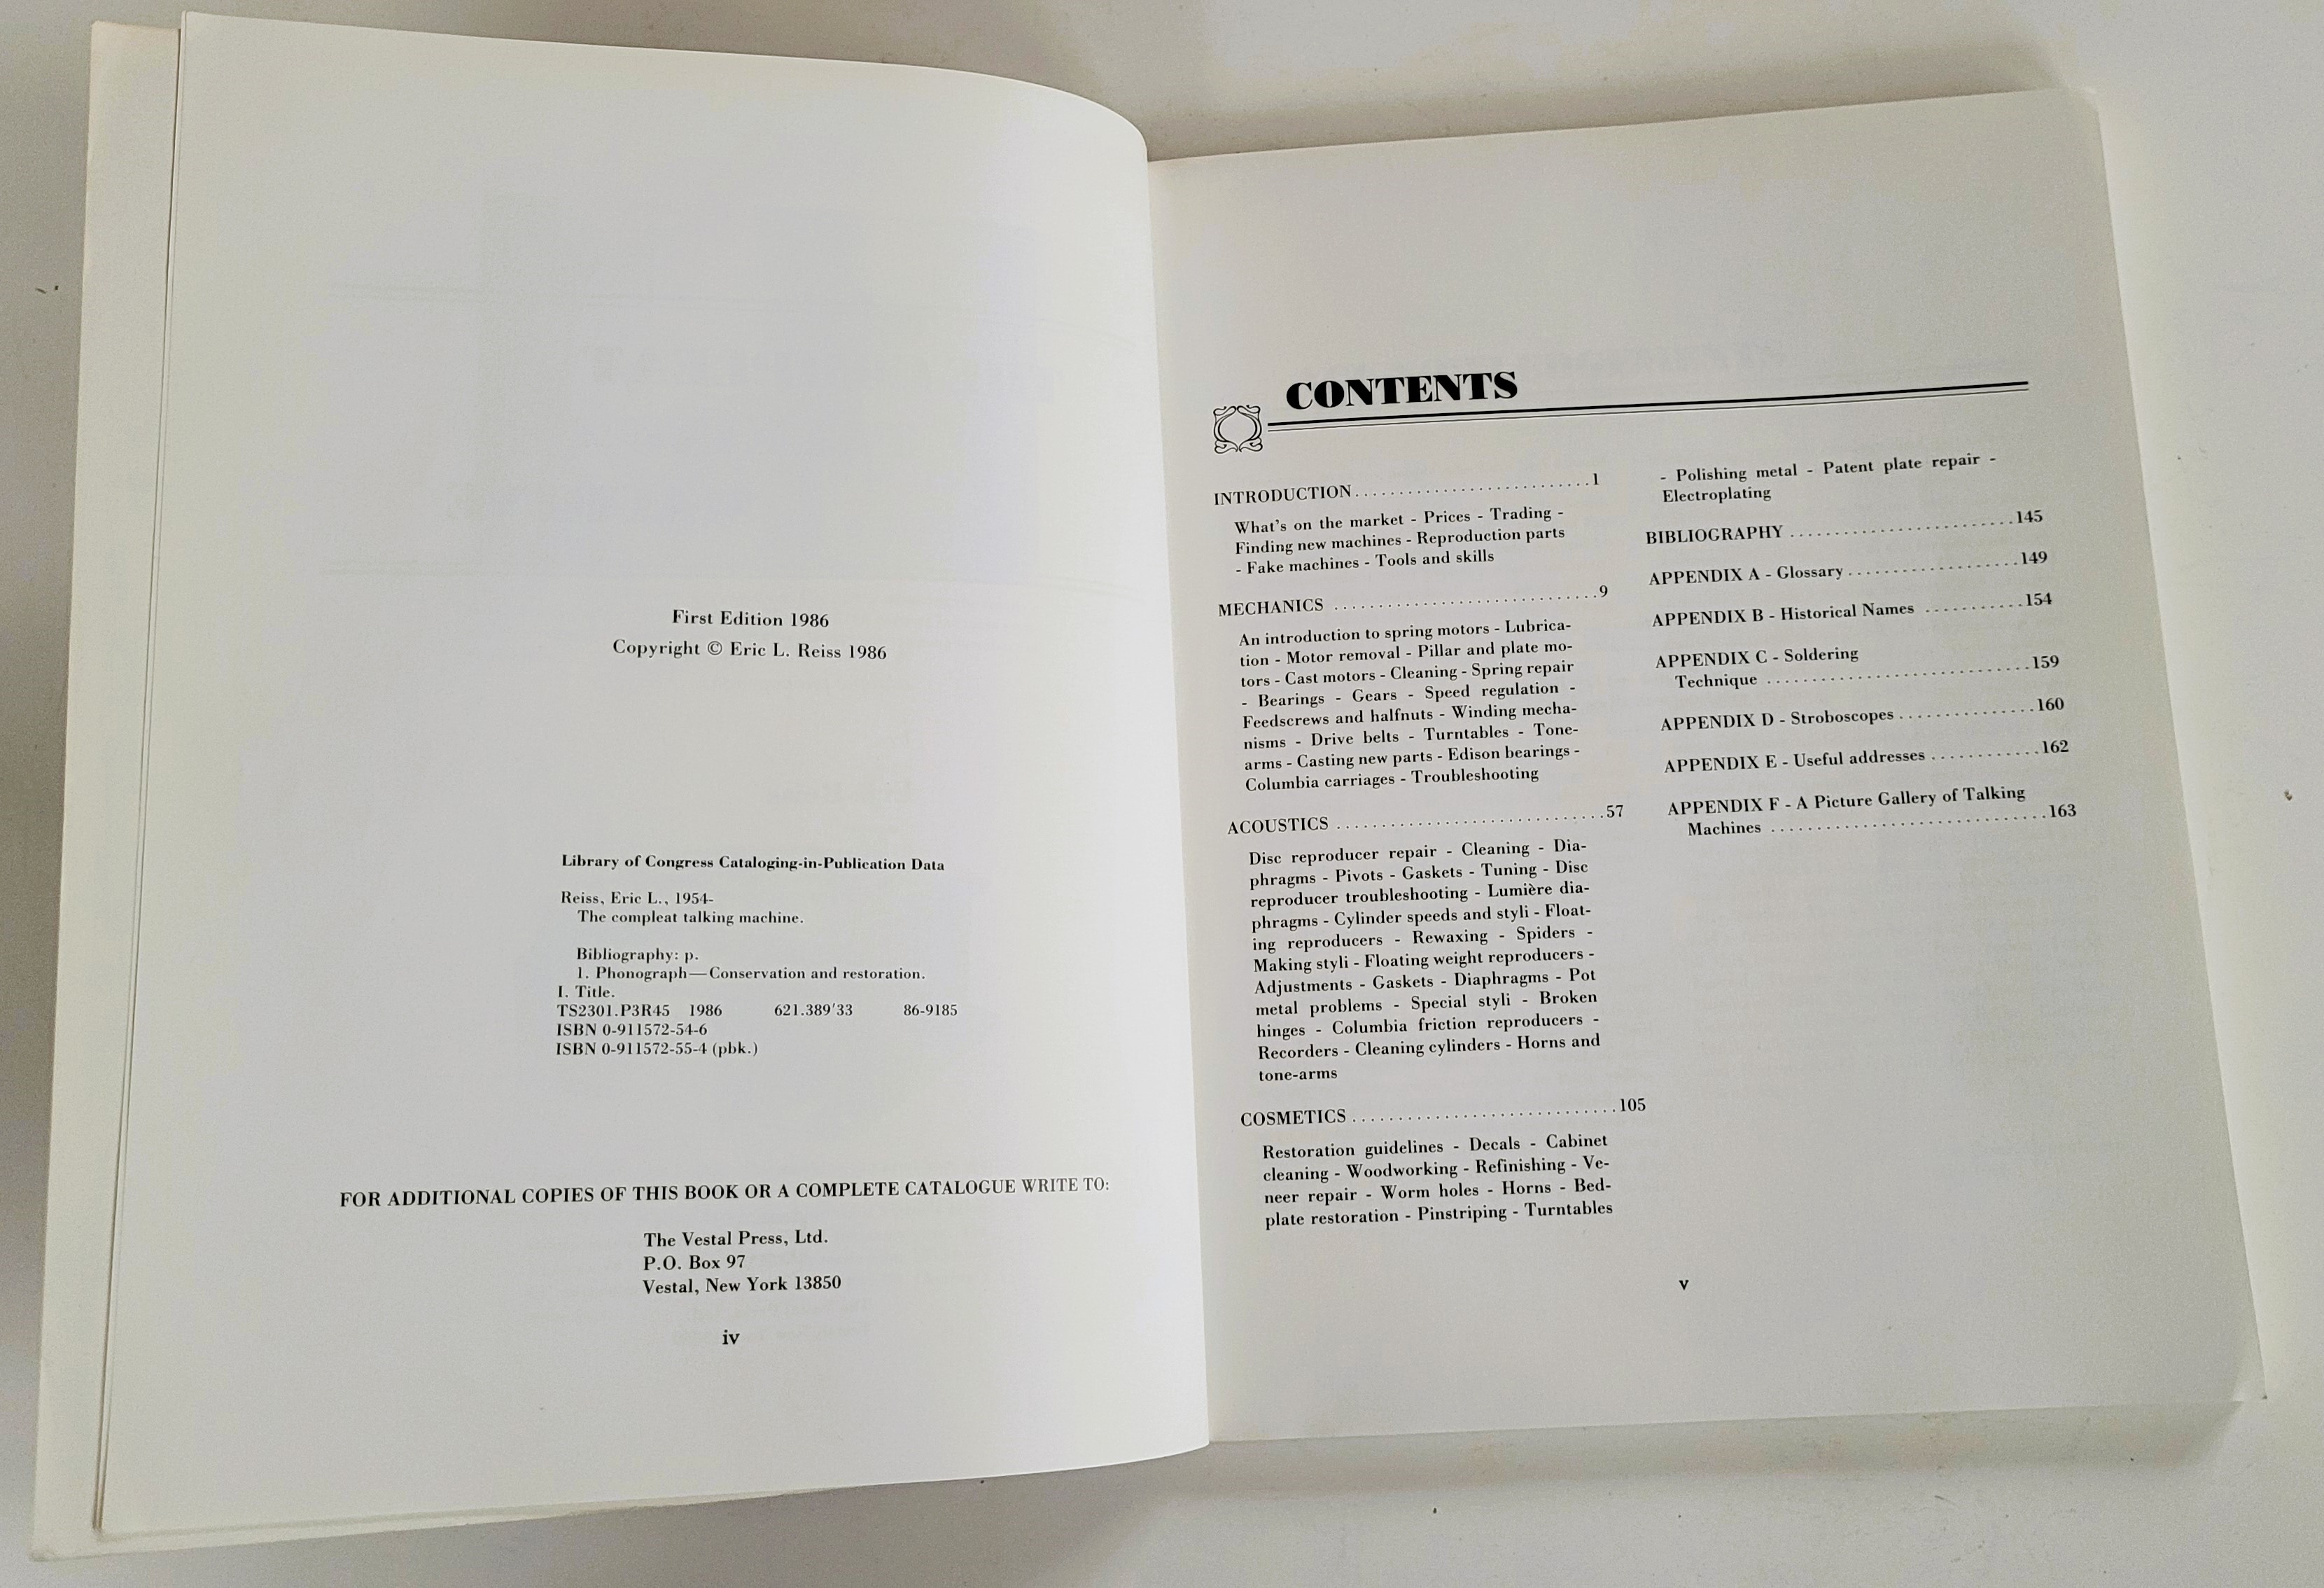 First Edition 1986
Copyright © Eric L. Reiss 1986
Library of Congress Cataloging-in-Publication Data
Reiss, Eric L., 1954-
The compleat talking machine.
Bibliography: p.
1. Phonograph—Conservation and restoration.
I. Title.
TS2301.P3R45 1986 621.389′33 86-9185
ISBN 0-911572-54-6
ISBN 0-911572-55-4 (pbk.)
FOR ADDITIONAL COPIES OF THIS BOOK OR A COMPLETE CATALOGUE WRITE TO:
The Vestal Press, Ltd.
P.O. Box 97
Vestal, New York 13850
iv
CONTENTS
INTRODUCTION...........................1
What's on the market - Prices - Trading -
Finding new machines - Reproduction parts
- Fake machines - Tools and skills
MECHANICS ..............................9
An introduction to spring motors - Lubrica-
tion - Motor removal - Pillar and plate mo-
tors - Cast motors - Cleaning - Spring repair
- Bearings - Gears - Speed regulation -
Feedscrews and halfnuts - Winding mecha-
nisms - Drive belts - Turntables - Tone-
arms - Casting new parts - Edison bearings -
Columbia carriages - Troubleshooting
ACOUSTICS ..............................57
Disc reproducer repair - Cleaning - Dia-
phragms - Pivots - Gaskets - Tuning - Disc
reproducer troubleshooting - Lumière dia-
phragms - Cylinder speeds and styli - Float-
ing reproducers - Rewaxing - Spiders -
Making styli - Floating weight reproducers -
Adjustments - Gaskets - Diaphragms - Pot
metal problems - Special styli - Broken
hinges - Columbia friction reproducers -
Recorders - Cleaning cylinders - Horns and
tone-arms
COSMETICS .............................105
Restoration guidelines - Decals - Cabinet
cleaning - Woodworking - Refinishing - Ve-
neer repair - Worm holes - Horns - Bed-
plate restoration - Pinstriping - Turntables
- Polishing metal - Patent plate repair -
Electroplating
BIBLIOGRAPHY .........................145
APPENDIX A - Glossary...................149
APPENDIX B - Historical Names ...........154
APPENDIX C - Soldering
Technique .............................159
APPENDIX D - Stroboscopes...............160
APPENDIX E - Useful addresses............162
APPENDIX F - A Picture Gallery of Talking
Machines ..............................163
v